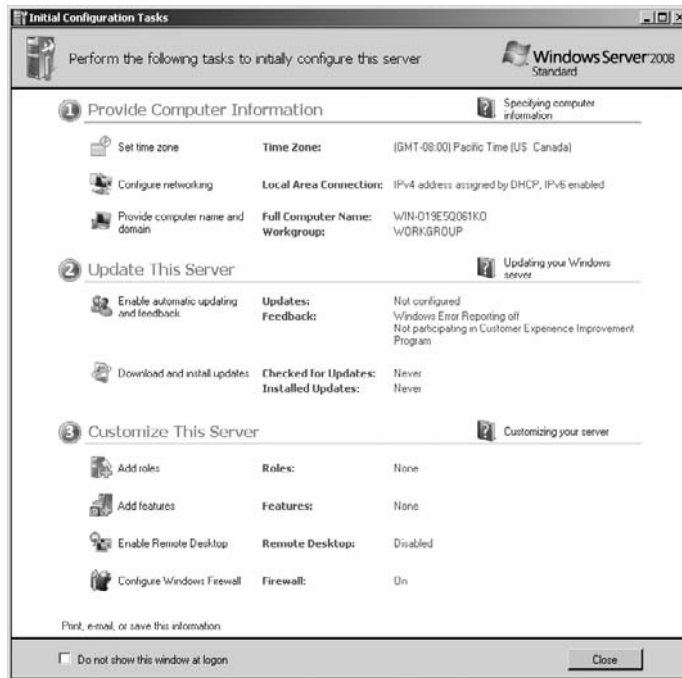 Initial Configuration Tasks
Perform the following tasks to initially configure this server
Windows Server 2008
Standard
1 Provide Computer Information
Specifying computer
information
Set time zone Time Zone: (GMT-08:00) Pacific Time (US Canada)
Configure networking Local Area Connection: IPv4 address assigned by DHCP, IPv6 enabled
Provide computer name and
domain
Full Computer Name: WIN-O19E5Q061KO
Workgroup: WORKGROUP
2 Update This Server
Updating your Windows
server
Enable automatic updating
and feedback
Updates: Not configured
Feedback: Windows Error Reporting off
Not participating in Customer Experience Improvement
Program
Download and install updates Checked for Updates: Never
Installed Updates: Never
3 Customize This Server
Customizing your server
Add roles Roles: None
Add features Features: None
Enable Remote Desktop Remote Desktop: Disabled
Configure Windows Firewall Firewall: On
Print, e-mail, or save this information
Do not show this window at logon
Close